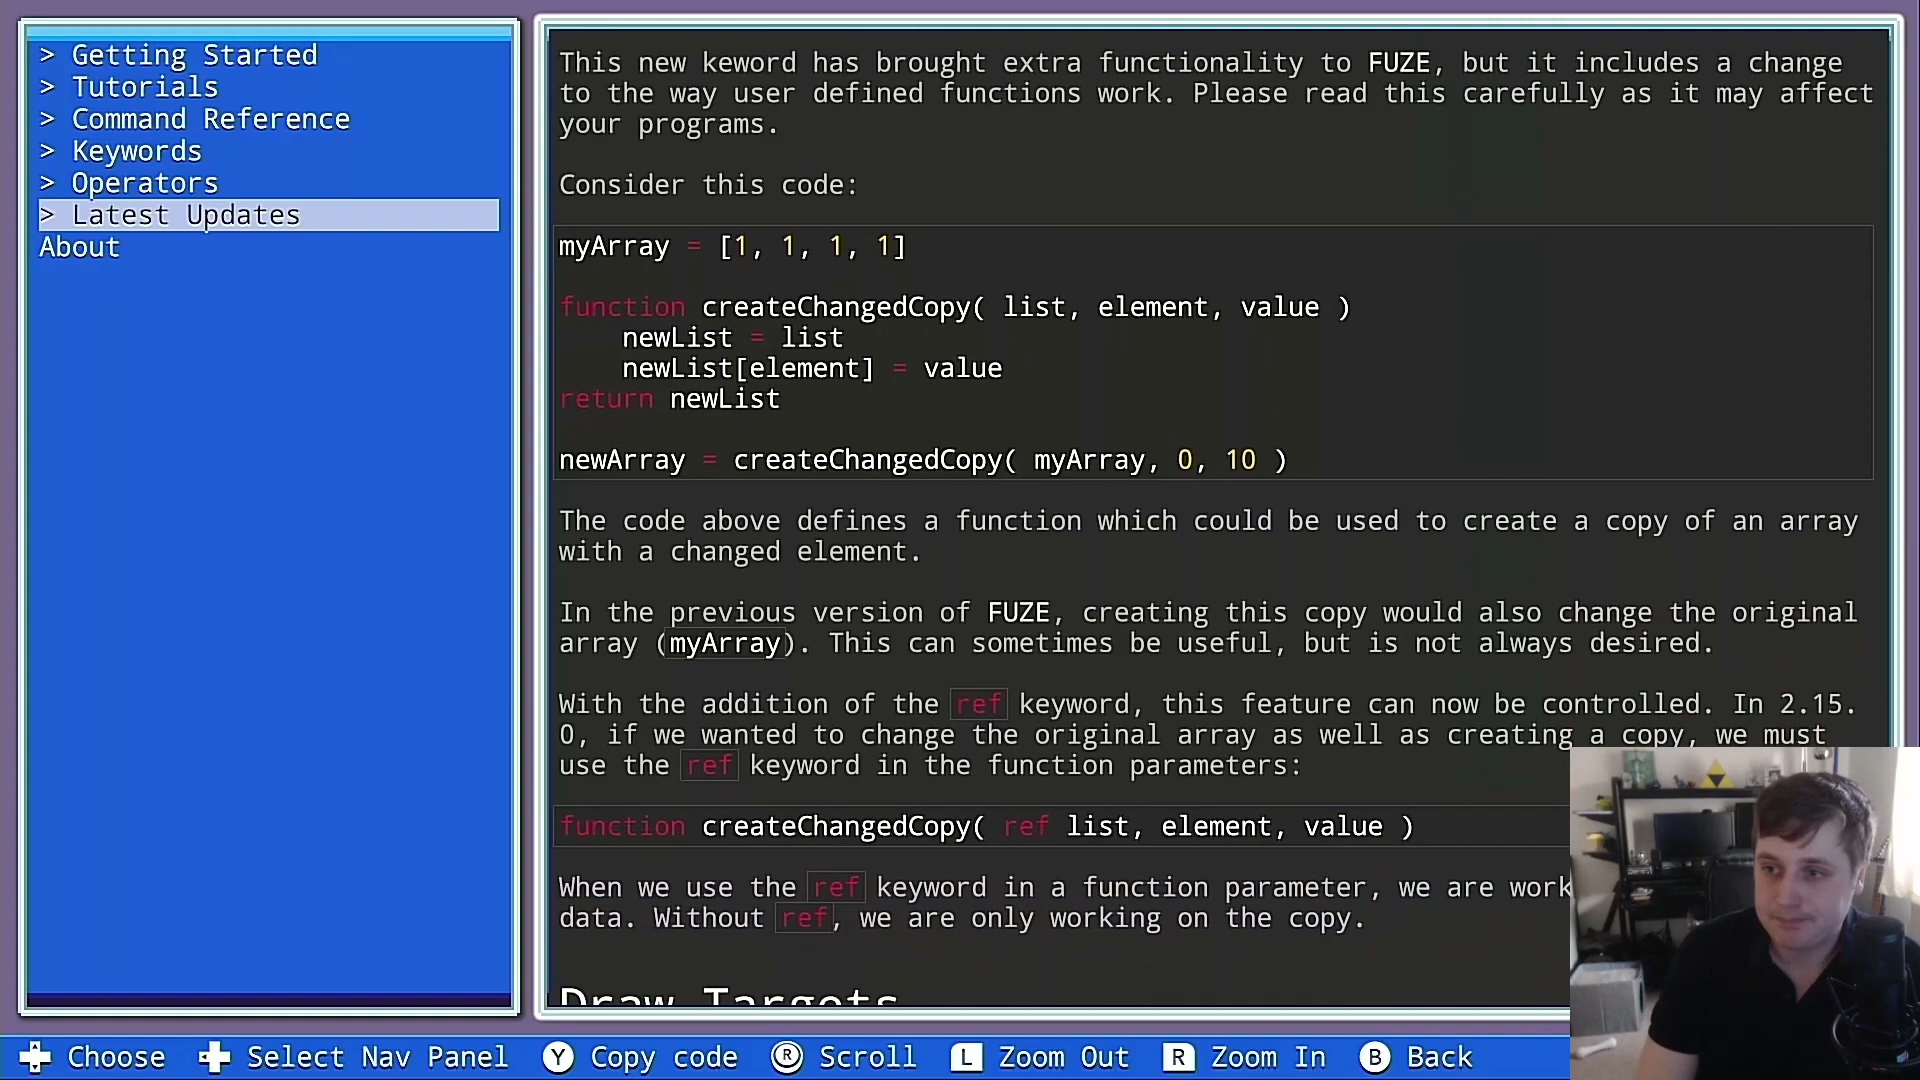 > Getting Started
> Tutorials
> Command Reference
> Keywords
> Operators
> Latest Updates
About
This new keword has brought extra functionality to FUZE, but it includes a change
to the way user defined functions work. Please read this carefully as it may affect
your programs.
Consider this code:
myArray = [1, 1, 1, 1]
function createChangedCopy( list, element, value )
newList = list
newList[element] = value
return newList
newArray = createChangedCopy( myArray, 0, 10 )
The code above defines a function which could be used to create a copy of an array
with a changed element.
In the previous version of FUZE, creating this copy would also change the original
array (myArray). This can sometimes be useful, but is not always desired.
With the addition of the ref keyword, this feature can now be controlled. In 2.15.
0, if we wanted to change the original array as well as creating a copy, we must
use the ref keyword in the function parameters:
function createChangedCopy( ref list, element, value )
When we use the ref keyword in a function parameter, we are work
data. Without ref, we are only working on the copy.
Draw Targets
Choose Select Nav Panel Y Copy code R Scroll L Zoom Out R Zoom In B Back